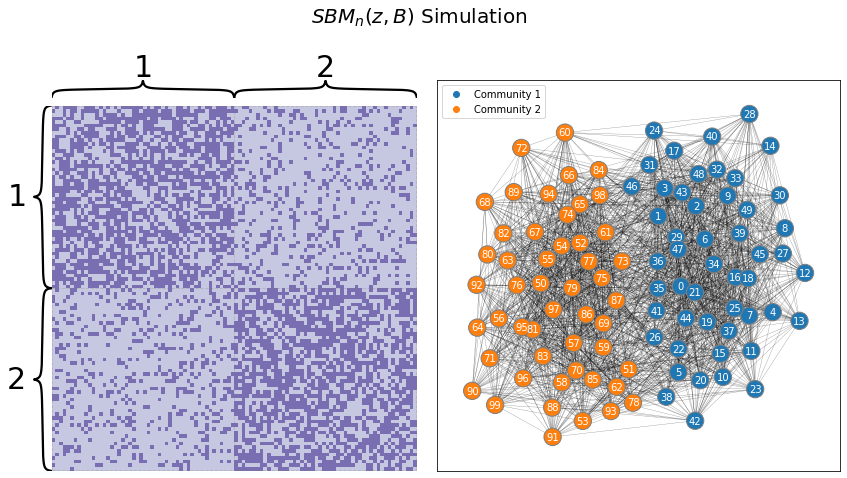 SBMₙ(z, B) Simulation
1 2
1
2
Community 1
Community 2
28
60 24 40
72 17 14
31
84 48 32
66 33
46 3 43
89 94 98 9 30
68 65 2 49
74 1
82 67 61 39 8
54 52 29 6
80 47 45 27
63 55 77 73 36 34
75 16 18 12
92 76 50 79 35 0 21
87
97 41 25 4
56 86 44 19 7 13
64 95 81 69 37
57 59 26
71 83 22 15 11
70 51 5
96 58 85 20 10
90 62 38 23
99 88 78
93
53 42
91